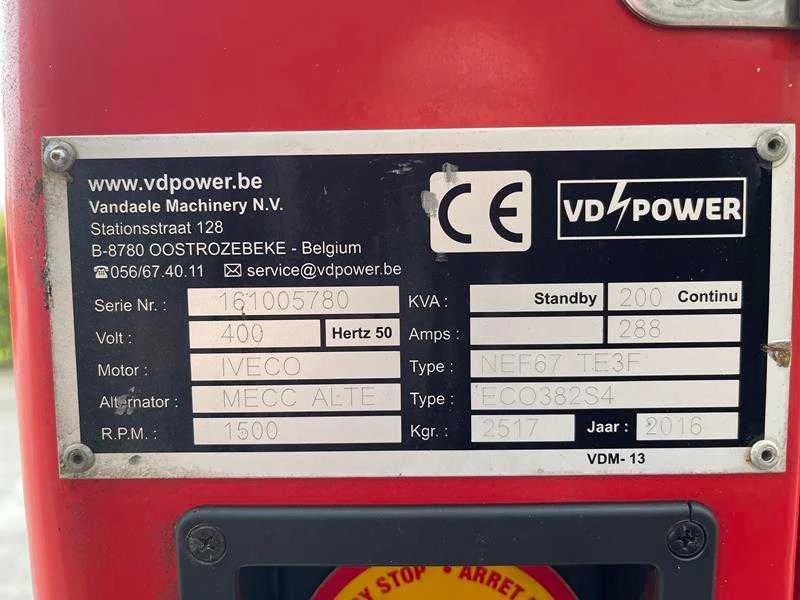 www.vdpower.be
Vandaele Machinery N.V.
Stationsstraat 128
B-8780 OOSTROZEBEKE - Belgium
☎056/67.40.11 ✉ service@vdpower.be
CE
VD POWER
Serie Nr. : 161005780 KVA : Standby 200 Continu
Volt : 400 Hertz 50 Amps : 288
Motor : IVECO Type : NEF67 TE3F
Alternator : MECC ALTE Type : ECO382S4
R.P.M. : 1500 Kgr. : 2517 Jaar : 2016
VDM- 13
STOP • ARRET